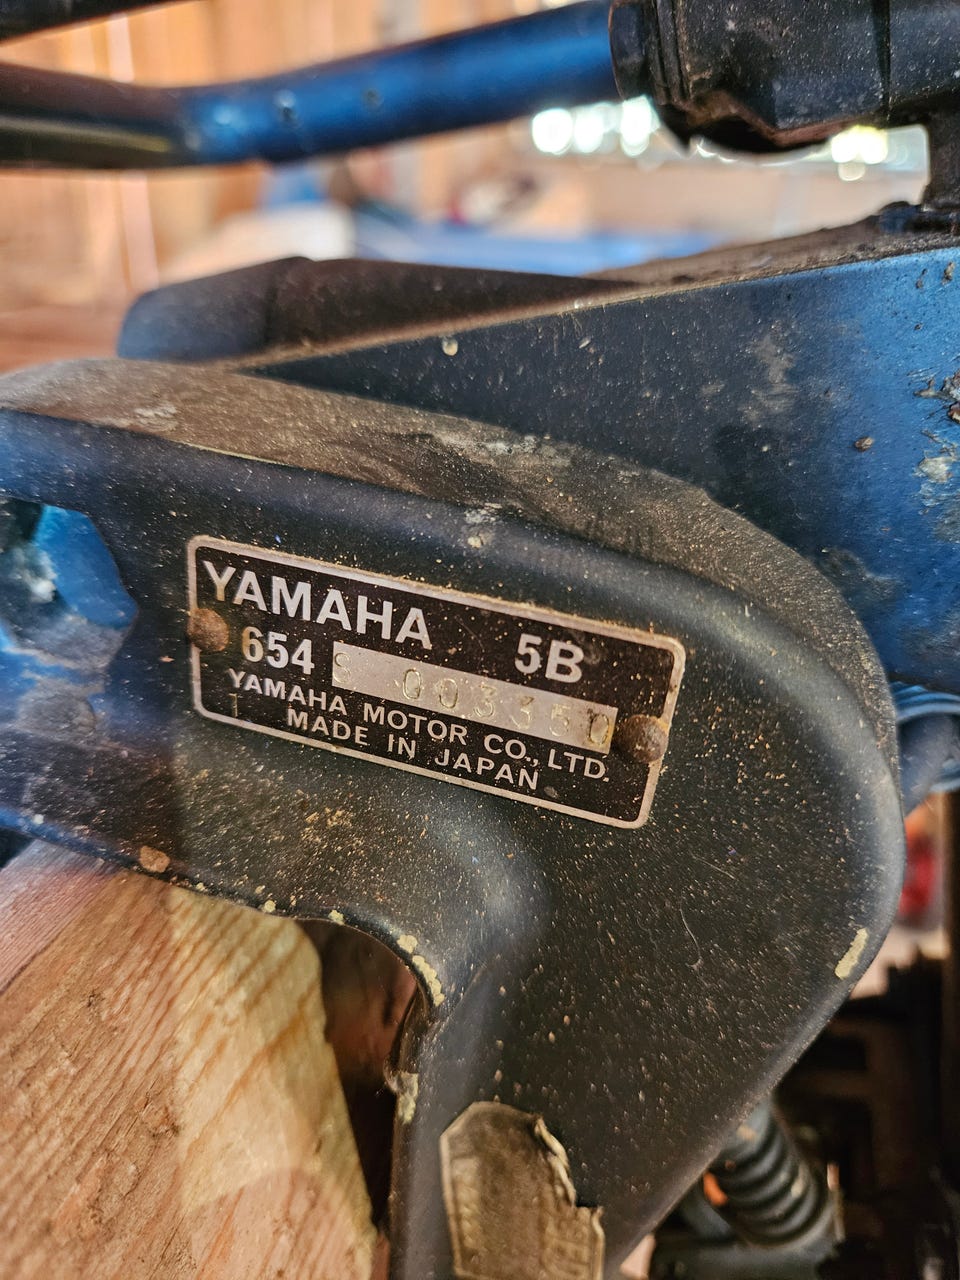 YAMAHA 5B
654 S 003350
YAMAHA MOTOR CO., LTD.
MADE IN JAPAN